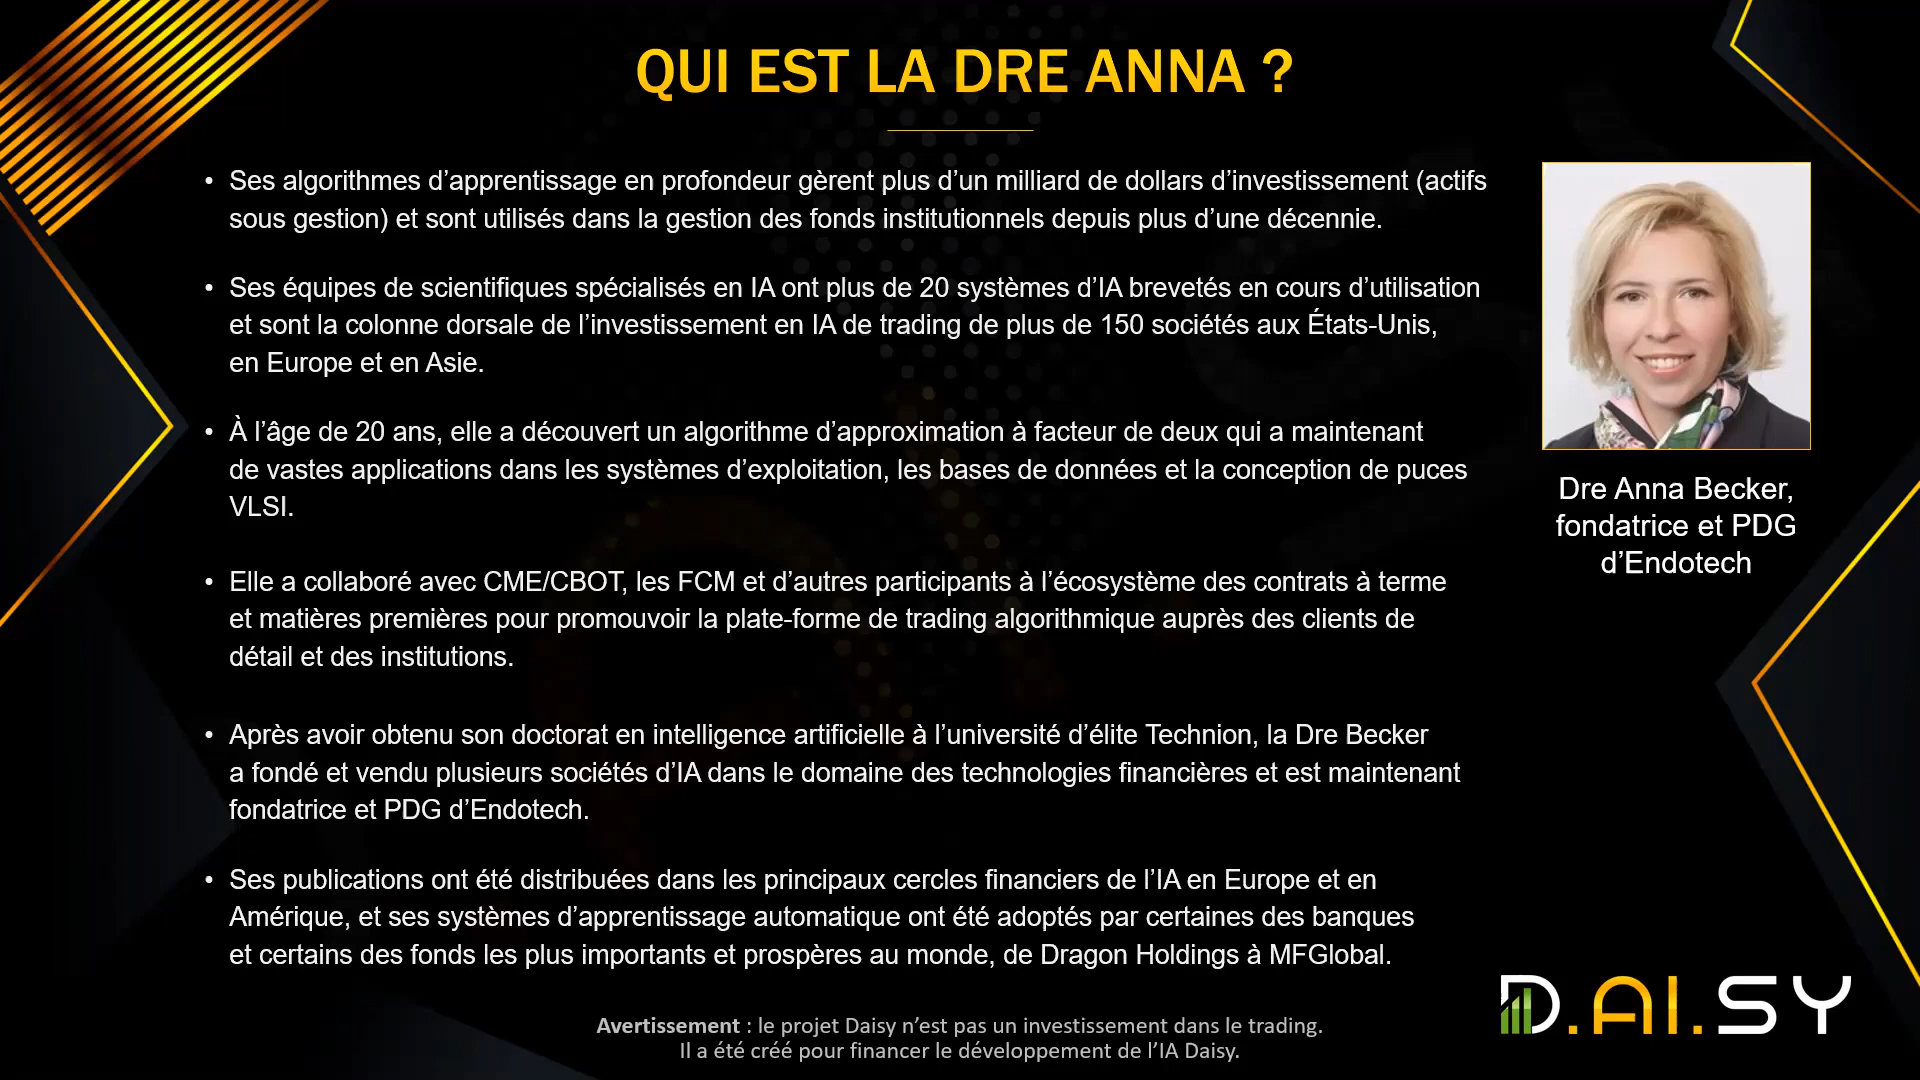 QUI EST LA DRE ANNA ?
• Ses algorithmes d’apprentissage en profondeur gèrent plus d’un milliard de dollars d’investissement (actifs
sous gestion) et sont utilisés dans la gestion des fonds institutionnels depuis plus d’une décennie.
• Ses équipes de scientifiques spécialisés en IA ont plus de 20 systèmes d’IA brevetés en cours d’utilisation
et sont la colonne dorsale de l’investissement en IA de trading de plus de 150 sociétés aux États-Unis,
en Europe et en Asie.
• À l’âge de 20 ans, elle a découvert un algorithme d’approximation à facteur de deux qui a maintenant
de vastes applications dans les systèmes d’exploitation, les bases de données et la conception de puces
VLSI.
• Elle a collaboré avec CME/CBOT, les FCM et d’autres participants à l’écosystème des contrats à terme
et matières premières pour promouvoir la plate-forme de trading algorithmique auprès des clients de
détail et des institutions.
• Après avoir obtenu son doctorat en intelligence artificielle à l’université d’élite Technion, la Dre Becker
a fondé et vendu plusieurs sociétés d’IA dans le domaine des technologies financières et est maintenant
fondatrice et PDG d’Endotech.
• Ses publications ont été distribuées dans les principaux cercles financiers de l’IA en Europe et en
Amérique, et ses systèmes d’apprentissage automatique ont été adoptés par certaines des banques
et certains des fonds les plus importants et prospères au monde, de Dragon Holdings à MFGlobal.
Dre Anna Becker,
fondatrice et PDG
d’Endotech
D.AI.SY
Avertissement : le projet Daisy n’est pas un investissement dans le trading.
Il a été créé pour financer le développement de l’IA Daisy.